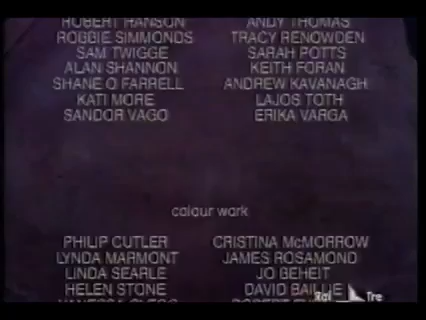 ROBERT HANSON ANDY THOMAS
ROBBIE SIMMONDS TRACY RENOWDEN
SAM TWIGGE SARAH POTTS
ALAN SHANNON KEITH FORAN
SHANE O FARRELL ANDREW KAVANAGH
KATI MORE LAJOS TOTH
SANDOR VAGO ERIKA VARGA
colour work
PHILIP CUTLER CRISTINA McMORROW
LYNDA MARMONT JAMES ROSAMOND
LINDA SEARLE JO BEHEIT
HELEN STONE DAVID BAILLIE
ROBERT
Rai Tre